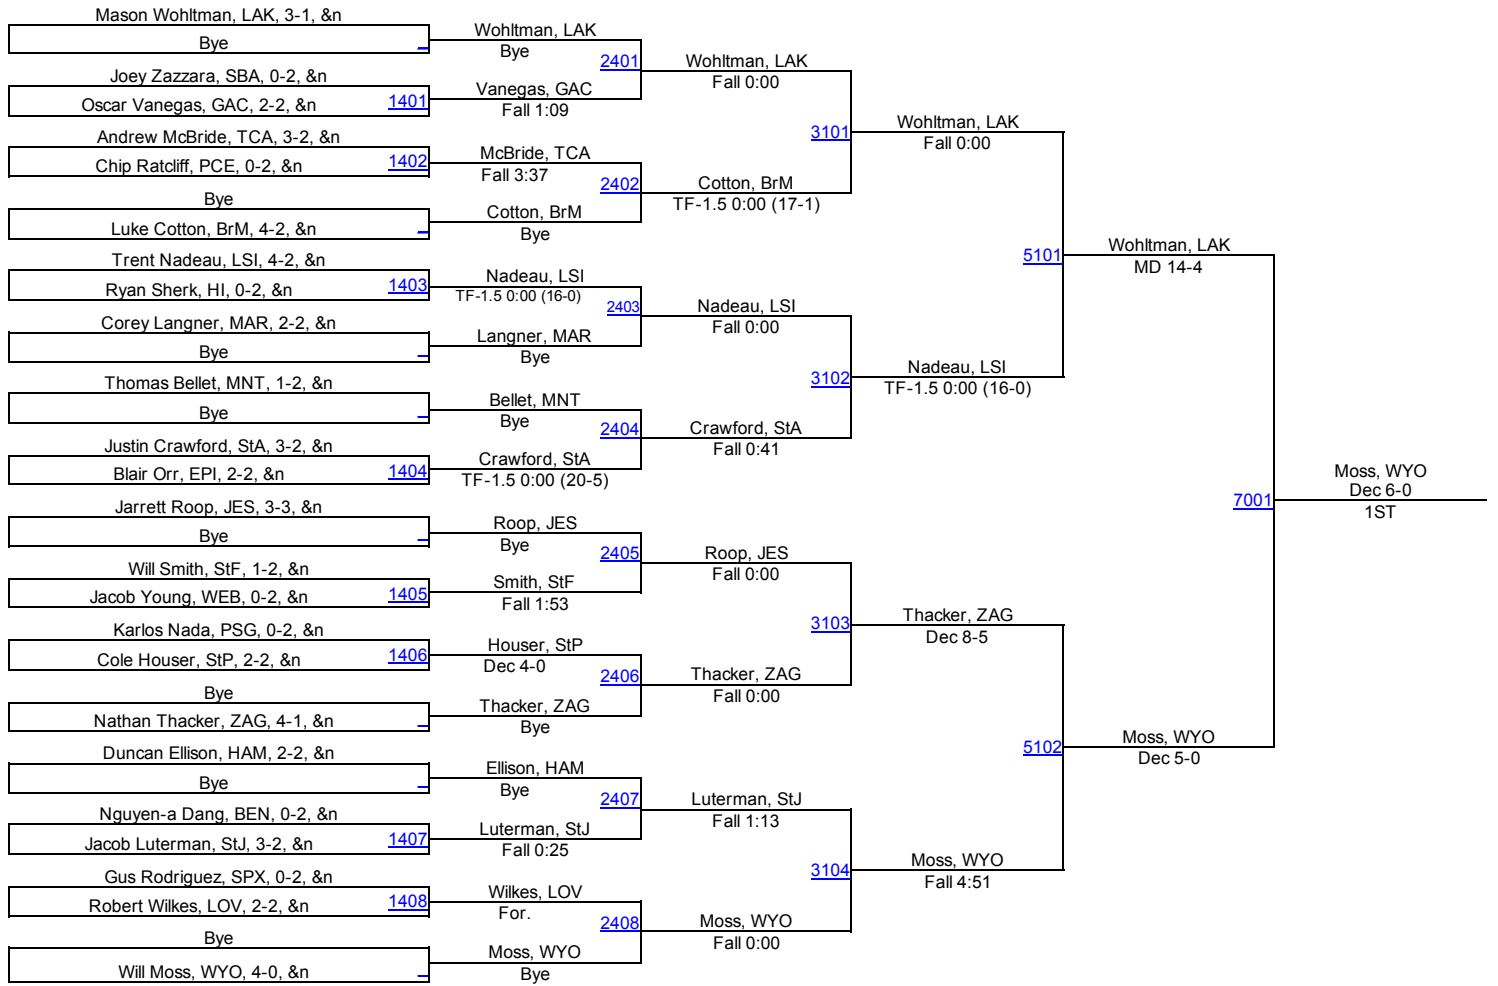 Mason Wohltman, LAK, 3-1, &n
Bye
Joey Zazzara, SBA, 0-2, &n
Oscar Vanegas, GAC, 2-2, &n
1401
Andrew McBride, TCA, 3-2, &n
Chip Ratcliff, PCE, 0-2, &n
1402
Bye
Luke Cotton, BrM, 4-2, &n
Trent Nadeau, LSI, 4-2, &n
Ryan Sherk, HI, 0-2, &n
1403
Corey Langner, MAR, 2-2, &n
Bye
Thomas Bellet, MNT, 1-2, &n
Bye
Justin Crawford, StA, 3-2, &n
Blair Orr, EPI, 2-2, &n
1404
Jarrett Roop, JES, 3-3, &n
Bye
Will Smith, StF, 1-2, &n
Jacob Young, WEB, 0-2, &n
1405
Karlos Nada, PSG, 0-2, &n
Cole Houser, StP, 2-2, &n
1406
Bye
Nathan Thacker, ZAG, 4-1, &n
Duncan Ellison, HAM, 2-2, &n
Bye
Nguyen-a Dang, BEN, 0-2, &n
Jacob Luterman, StJ, 3-2, &n
1407
Gus Rodriguez, SPX, 0-2, &n
Robert Wilkes, LOV, 2-2, &n
1408
Bye
Will Moss, WYO, 4-0, &n
Wohltman, LAK
Bye
2401
Vanegas, GAC
Fall 1:09
McBride, TCA
Fall 3:37
2402
Cotton, BrM
Bye
Nadeau, LSI
TF-1.5 0:00 (16-0)
2403
Langner, MAR
Bye
Bellet, MNT
Bye
2404
Crawford, StA
TF-1.5 0:00 (20-5)
Roop, JES
Bye
2405
Smith, StF
Fall 1:53
Houser, StP
Dec 4-0
2406
Thacker, ZAG
Bye
Ellison, HAM
Bye
2407
Luterman, StJ
Fall 0:25
Wilkes, LOV
For.
2408
Moss, WYO
Bye
Wohltman, LAK
Fall 0:00
3101
Cotton, BrM
TF-1.5 0:00 (17-1)
Nadeau, LSI
Fall 0:00
3102
Crawford, StA
Fall 0:41
Roop, JES
Fall 0:00
3103
Thacker, ZAG
Fall 0:00
Luterman, StJ
Fall 1:13
3104
Moss, WYO
Fall 0:00
Wohltman, LAK
Fall 0:00
5101
Nadeau, LSI
TF-1.5 0:00 (16-0)
Thacker, ZAG
Dec 8-5
5102
Moss, WYO
Fall 4:51
Wohltman, LAK
MD 14-4
7001
Moss, WYO
Dec 5-0
Moss, WYO
Dec 6-0
1ST